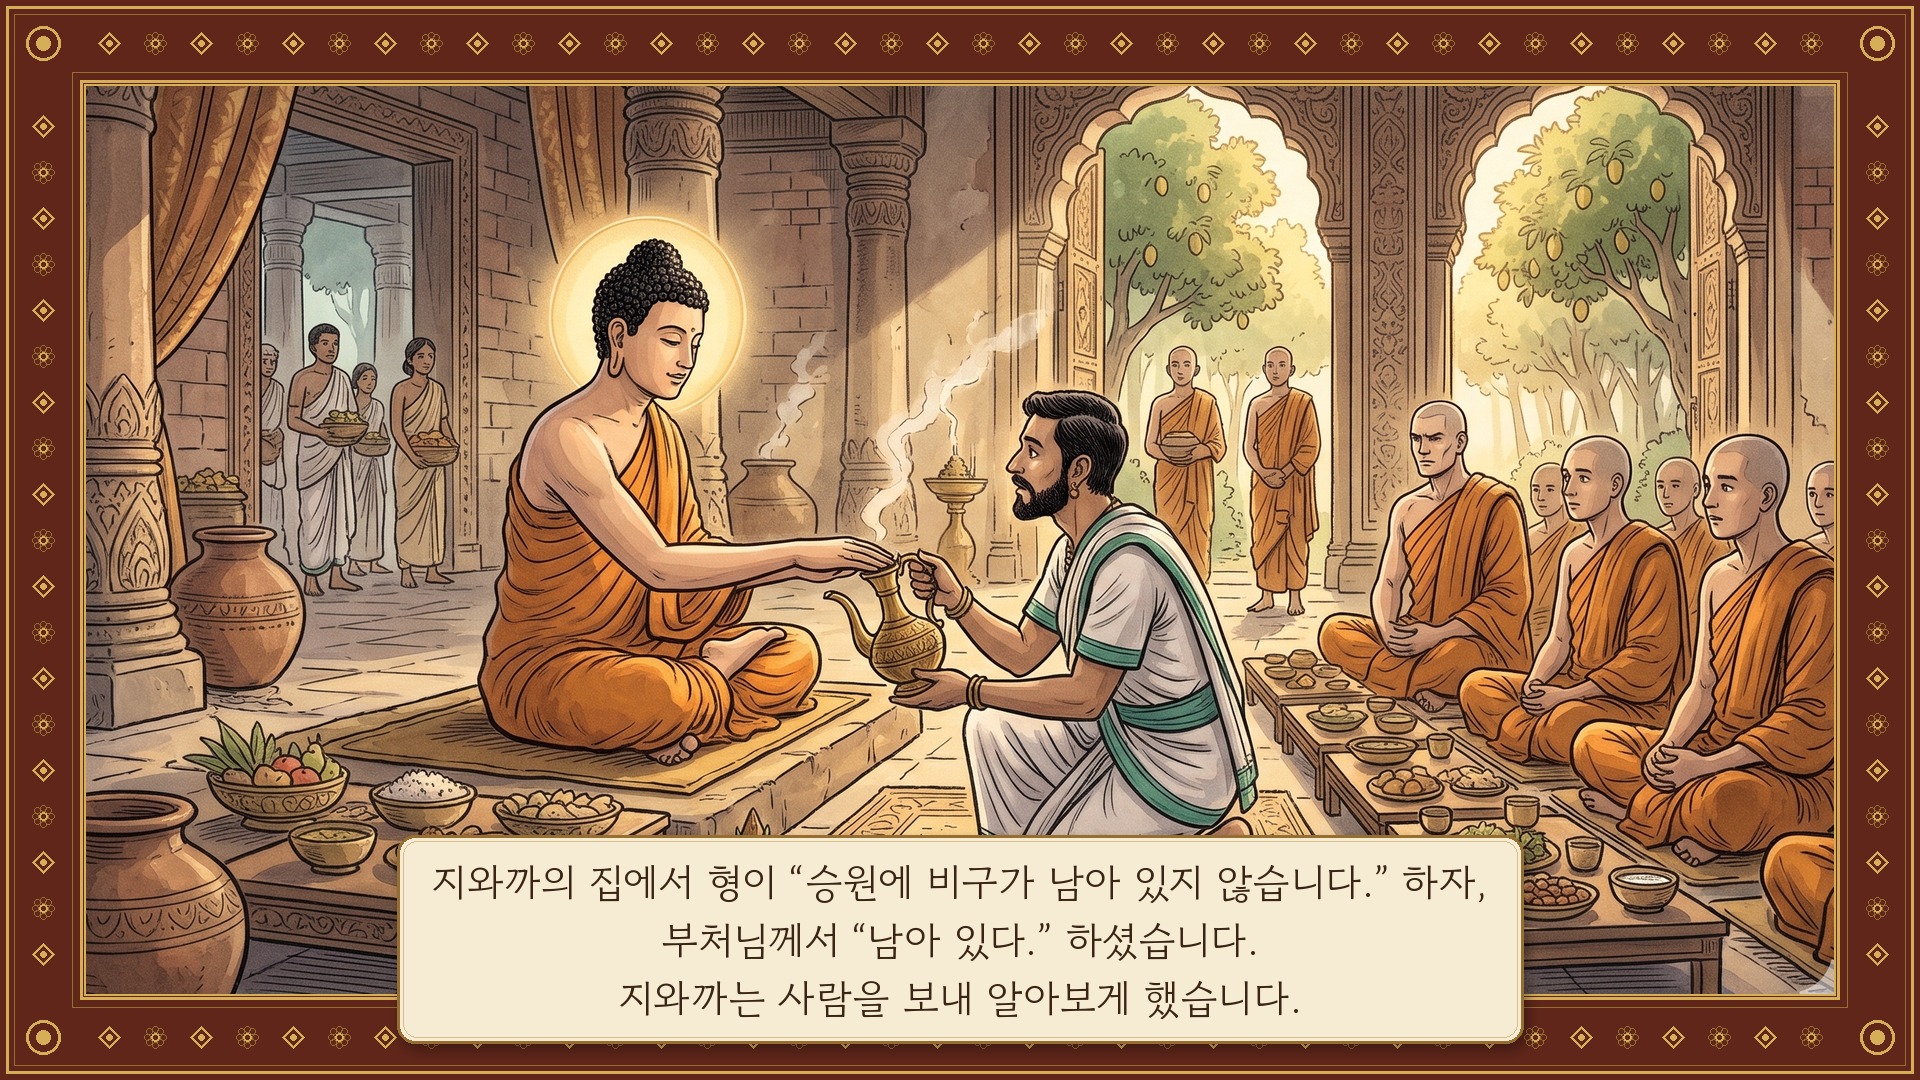 지와까의 집에서 형이 “승원에 비구가 남아 있지 않습니다.” 하자,
부처님께서 “남아 있다.” 하셨습니다.
지와까는 사람을 보내 알아보게 했습니다.